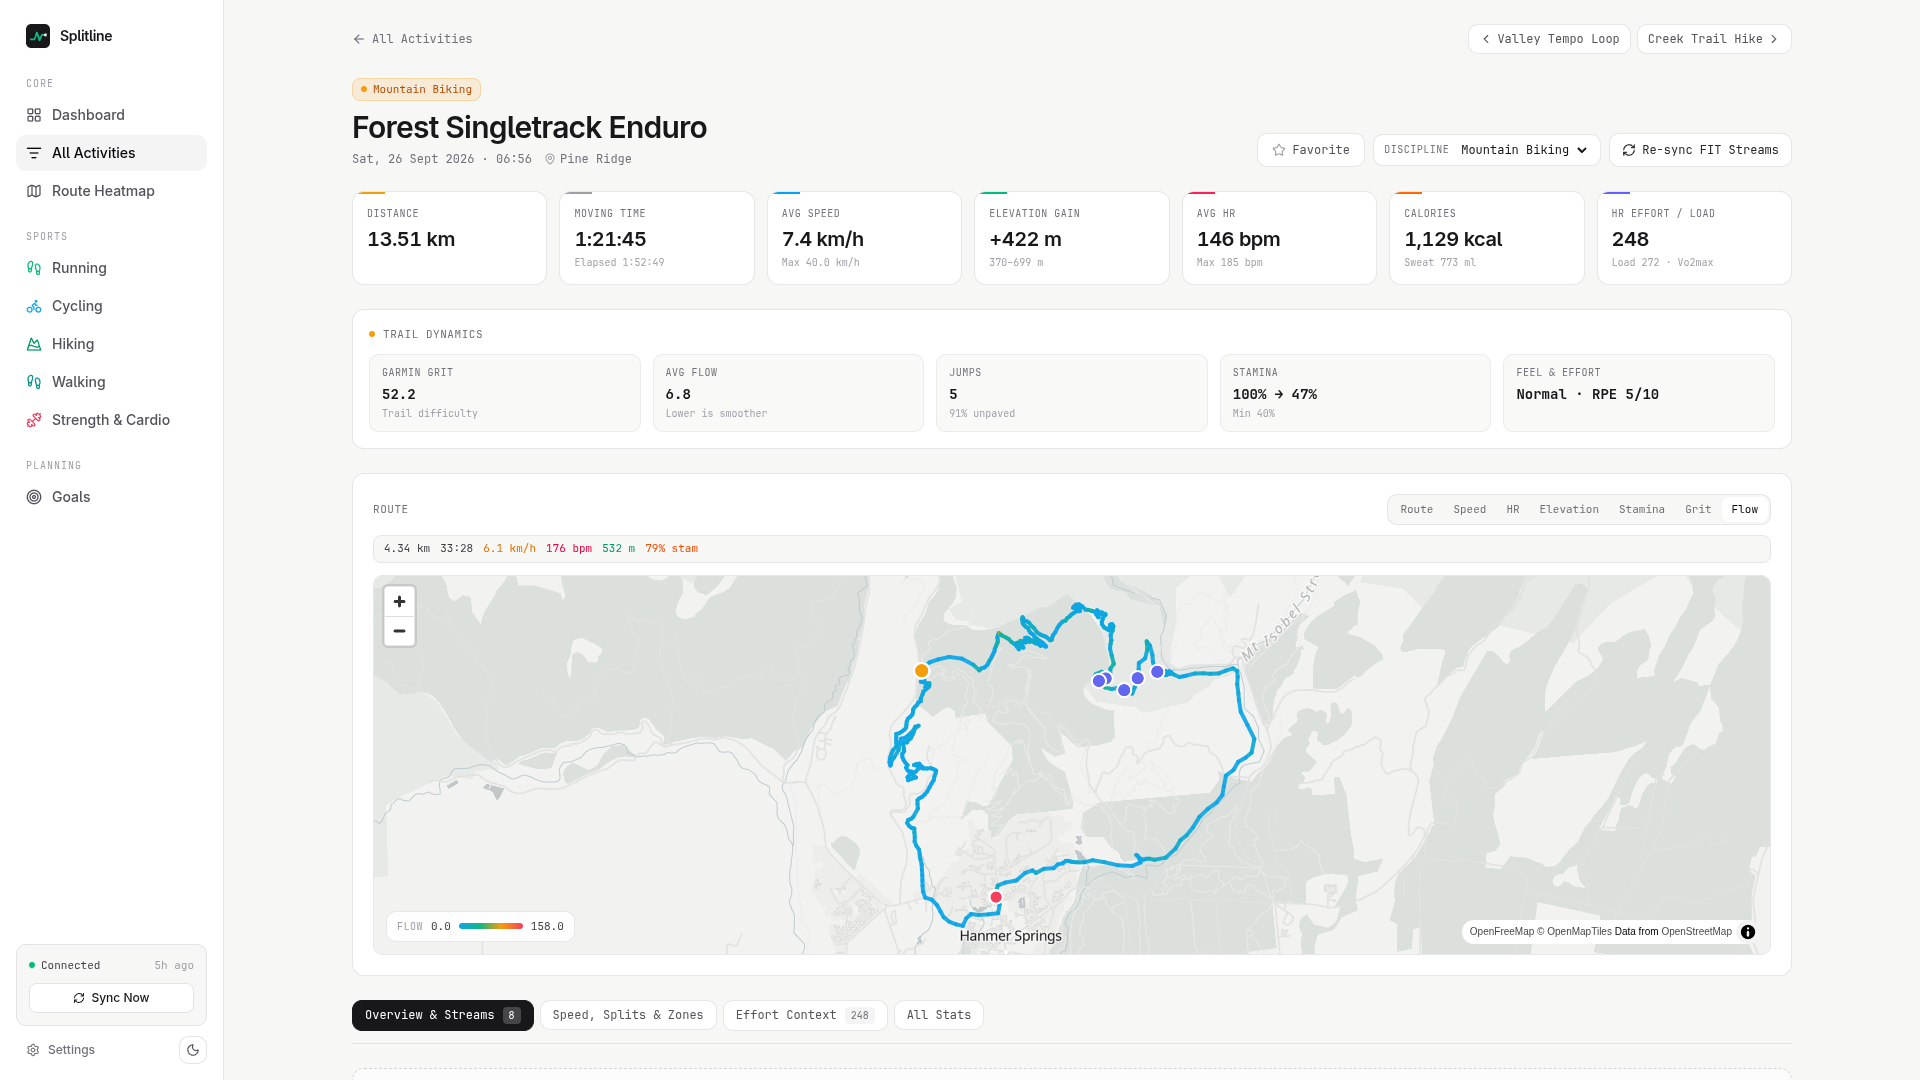 Splitline
CORE
Dashboard
All Activities
Route Heatmap
SPORTS
Running
Cycling
Hiking
Walking
Strength & Cardio
PLANNING
Goals
Connected 5h ago
Sync Now
Settings
All Activities
Valley Tempo Loop
Creek Trail Hike
Mountain Biking
Forest Singletrack Enduro
Sat, 26 Sept 2026 · 06:56 Pine Ridge
Favorite
DISCIPLINE Mountain Biking
Re-sync FIT Streams
DISTANCE
13.51 km
MOVING TIME
1:21:45
Elapsed 1:52:49
AVG SPEED
7.4 km/h
Max 40.0 km/h
ELEVATION GAIN
+422 m
370–699 m
AVG HR
146 bpm
Max 185 bpm
CALORIES
1,129 kcal
Sweat 773 ml
HR EFFORT / LOAD
248
Load 272 · Vo2max
TRAIL DYNAMICS
GARMIN GRIT
52.2
Trail difficulty
AVG FLOW
6.8
Lower is smoother
JUMPS
5
91% unpaved
STAMINA
100% → 47%
Min 40%
FEEL & EFFORT
Normal · RPE 5/10
ROUTE
Route Speed HR Elevation Stamina Grit Flow
4.34 km 33:28 6.1 km/h 176 bpm 532 m 79% stam
+
−
Mt Isobel Str
Hanmer Springs
FLOW 0.0 158.0
OpenFreeMap © OpenMapTiles Data from OpenStreetMap
Overview & Streams 8
Speed, Splits & Zones
Effort Context 248
All Stats